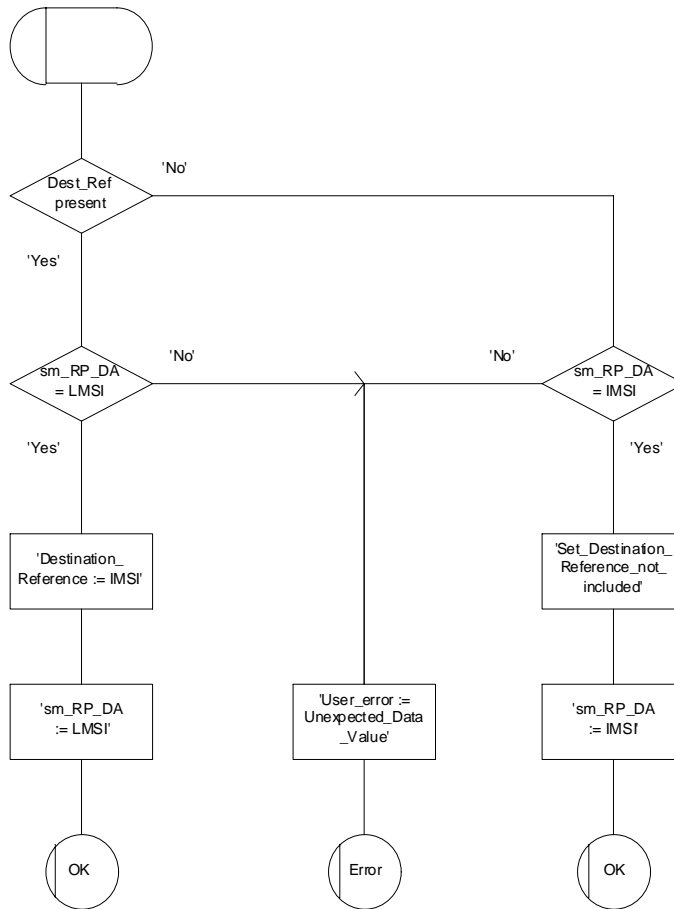 'No'
Dest_Ref
present
'Yes'
'No'
'No'
sm_RP_DA
= LMSI
sm_RP_DA
= IMSI
'Yes'
'Yes'
'Destination_
Reference := IMSI'
'Set_Destination_
Reference_not_
included'
'sm_RP_DA
:= LMSI'
'User_error :=
Unexpected_Data
_Value'
'sm_RP_DA
:= IMSI'
OK
Error
OK